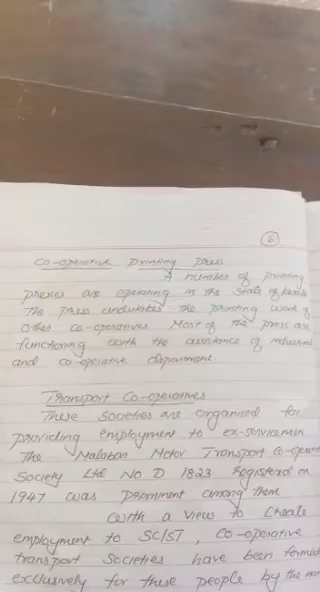 6
Co-operative Printing Press
A number of printing
presses are operating in the State of Kerala
The Press undertakes the printing work of
Other co-operatives Most of the press are
functioning with the assistance of industries
and co-operative department.
Transport Co-operatives
These Societies are organised for
providing employment to ex-servicemen
The Malabar Motor Transport co-operative
Society Ltd No D 1823 Registered on
1947 was prominent among them
With a view to create
employment to SC/ST, Co-operative
transport Societies have been formed
exclusively for these people by the